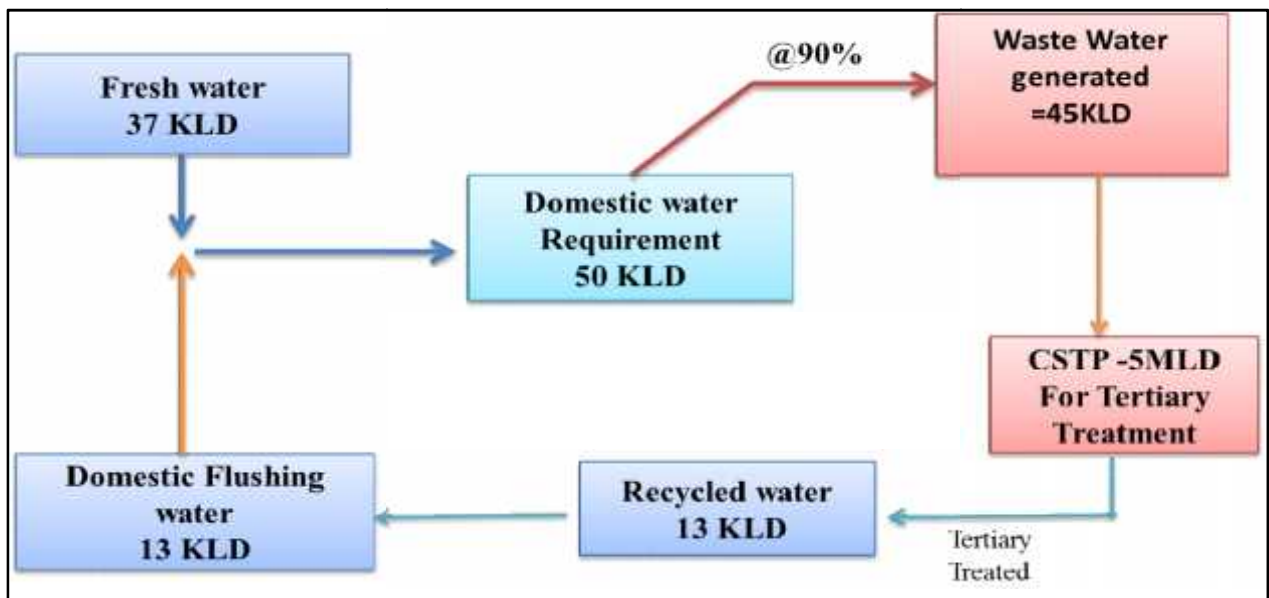 Fresh water
37 KLD
@90%
Waste Water
generated
=45KLD
Domestic water
Requirement
50 KLD
CSTP -5MLD
For Tertiary
Treatment
Tertiary
Treated
Recycled water
13 KLD
Domestic Flushing
water
13 KLD